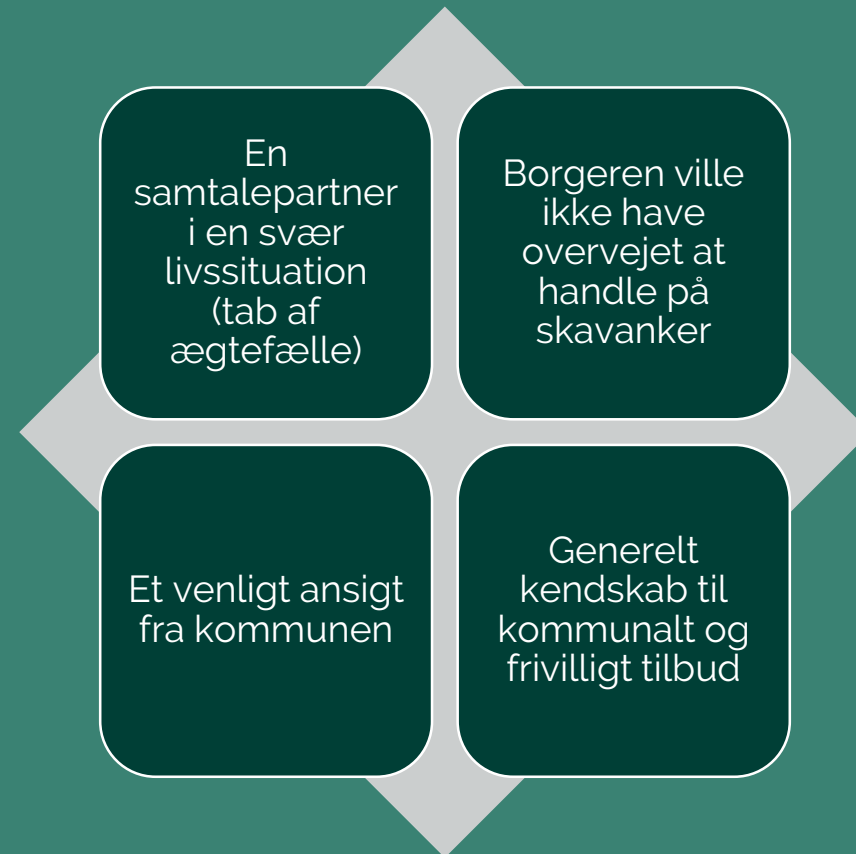 En
samtalepartner
i en svær
livssituation
(tab af
ægtefælle)
Borgeren ville
ikke have
overvejet at
handle på
skavanker
Et venligt ansigt
fra kommunen
Generelt
kendskab til
kommunalt og
frivilligt tilbud